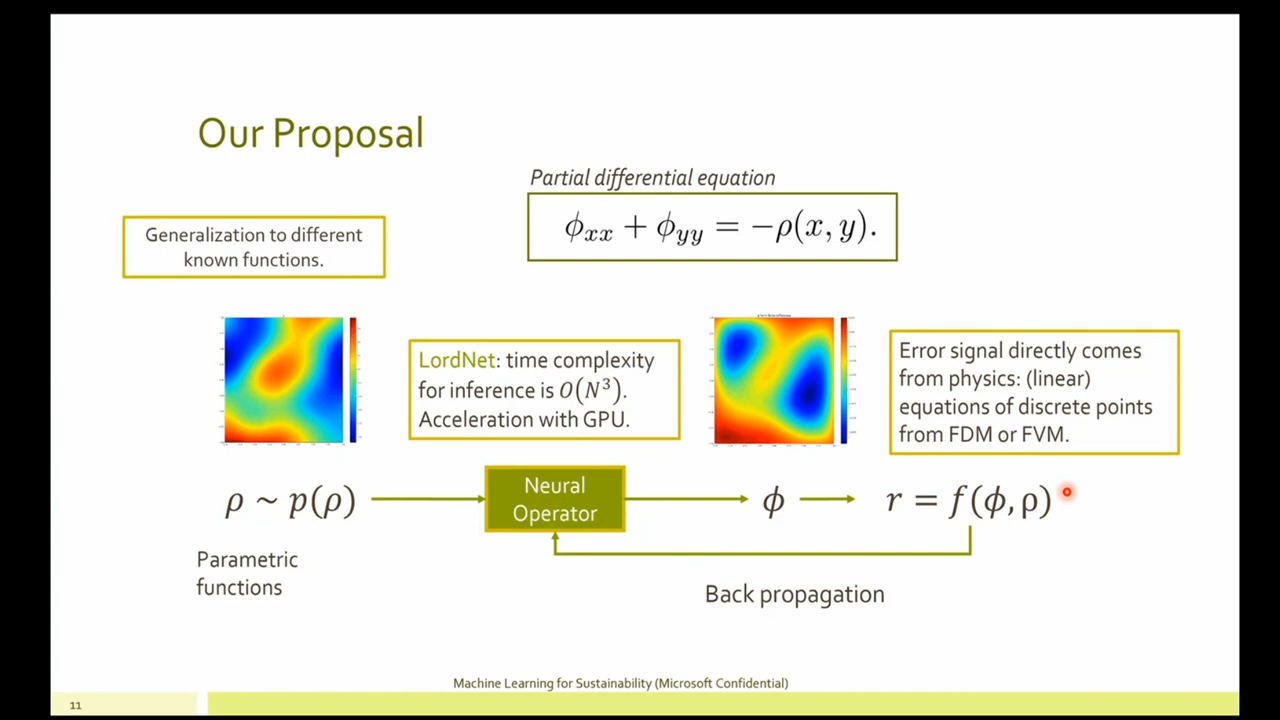 Our Proposal
Partial differential equation
ϕ_xx + ϕ_yy = −ρ(x, y).
Generalization to different
known functions.
LordNet: time complexity
for inference is O(N³).
Acceleration with GPU.
Error signal directly comes
from physics: (linear)
equations of discrete points
from FDM or FVM.
ρ ~ p(ρ)
Neural
Operator
ϕ
r = f(ϕ, ρ)
Parametric
functions
Back propagation
Machine Learning for Sustainability (Microsoft Confidential)
11